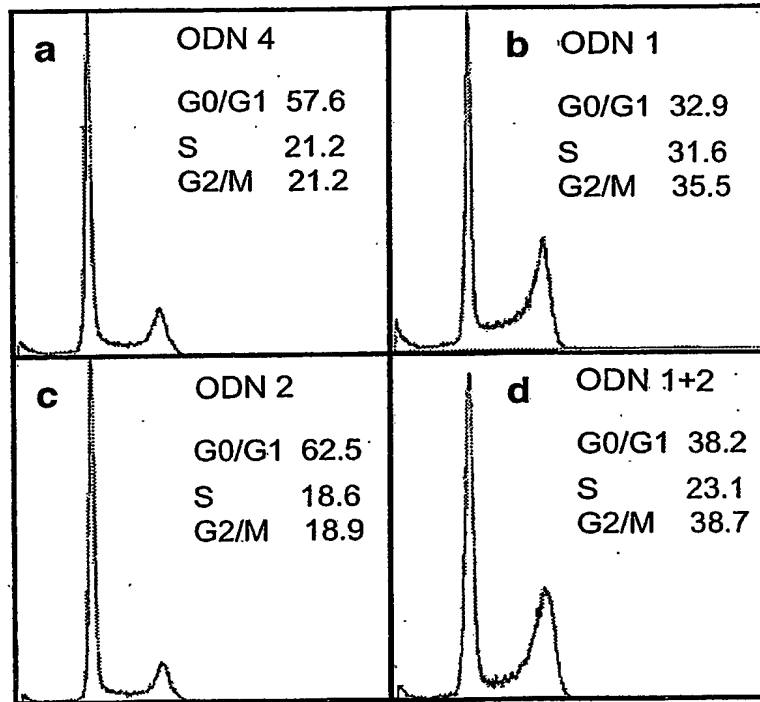 a ODN 4
G0/G1 57.6
S 21.2
G2/M 21.2
b ODN 1
G0/G1 32.9
S 31.6
G2/M 35.5
c ODN 2
G0/G1 62.5
S 18.6
G2/M 18.9
d ODN 1+2
G0/G1 38.2
S 23.1
G2/M 38.7